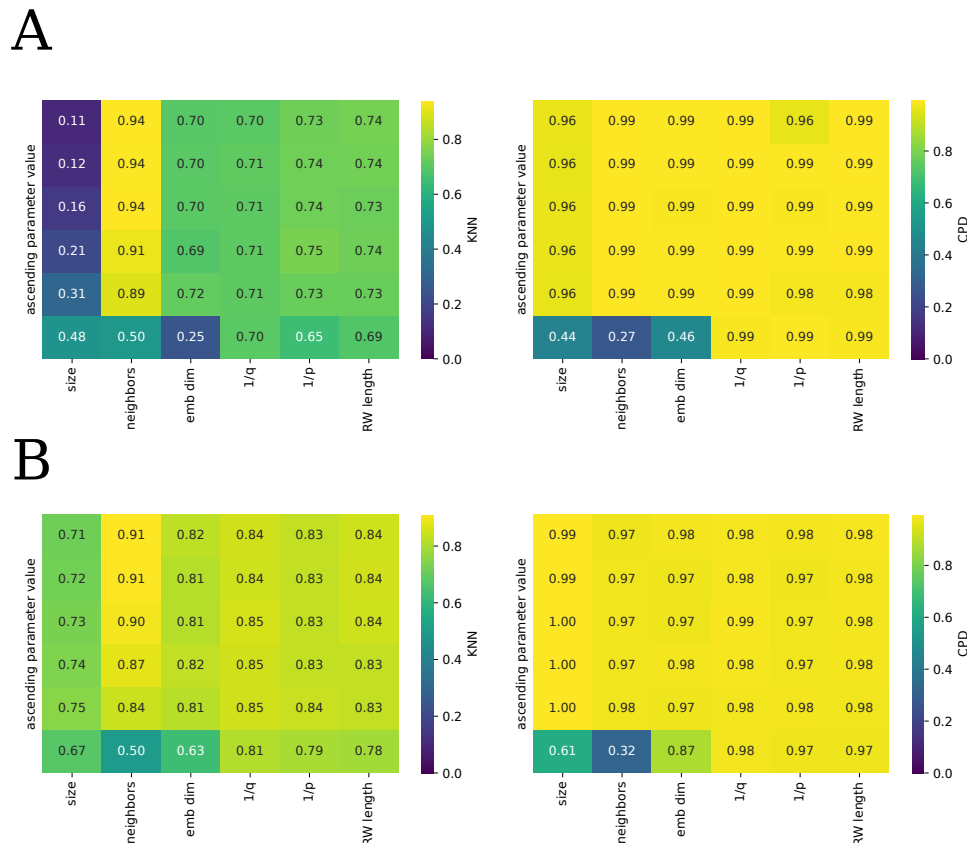 A
0.11 0.94 0.70 0.70 0.73 0.74
0.12 0.94 0.70 0.71 0.74 0.74
0.16 0.94 0.70 0.71 0.74 0.73
0.21 0.91 0.69 0.71 0.75 0.74
0.31 0.89 0.72 0.71 0.73 0.73
0.48 0.50 0.25 0.70 0.65 0.69
ascending parameter value
size
neighbors
emb dim
1/q
1/p
RW length
0.8
0.6
0.4
0.2
0.0
KNN
0.96 0.99 0.99 0.99 0.96 0.99
0.96 0.99 0.99 0.99 0.99 0.99
0.96 0.99 0.99 0.99 0.99 0.99
0.96 0.99 0.99 0.99 0.99 0.99
0.96 0.99 0.99 0.99 0.98 0.98
0.44 0.27 0.46 0.99 0.99 0.99
ascending parameter value
size
neighbors
emb dim
1/q
1/p
RW length
0.8
0.6
0.4
0.2
0.0
CPD
B
0.71 0.91 0.82 0.84 0.83 0.84
0.72 0.91 0.81 0.84 0.83 0.84
0.73 0.90 0.81 0.85 0.83 0.84
0.74 0.87 0.82 0.85 0.83 0.83
0.75 0.84 0.81 0.85 0.84 0.83
0.67 0.50 0.63 0.81 0.79 0.78
ascending parameter value
size
neighbors
emb dim
1/q
1/p
RW length
0.8
0.6
0.4
0.2
0.0
KNN
0.99 0.97 0.98 0.98 0.98 0.98
0.99 0.97 0.97 0.98 0.97 0.98
1.00 0.97 0.97 0.99 0.97 0.98
1.00 0.97 0.98 0.98 0.97 0.98
1.00 0.98 0.97 0.98 0.98 0.98
0.61 0.32 0.87 0.98 0.97 0.97
ascending parameter value
size
neighbors
emb dim
1/q
1/p
RW length
0.8
0.6
0.4
0.2
0.0
CPD